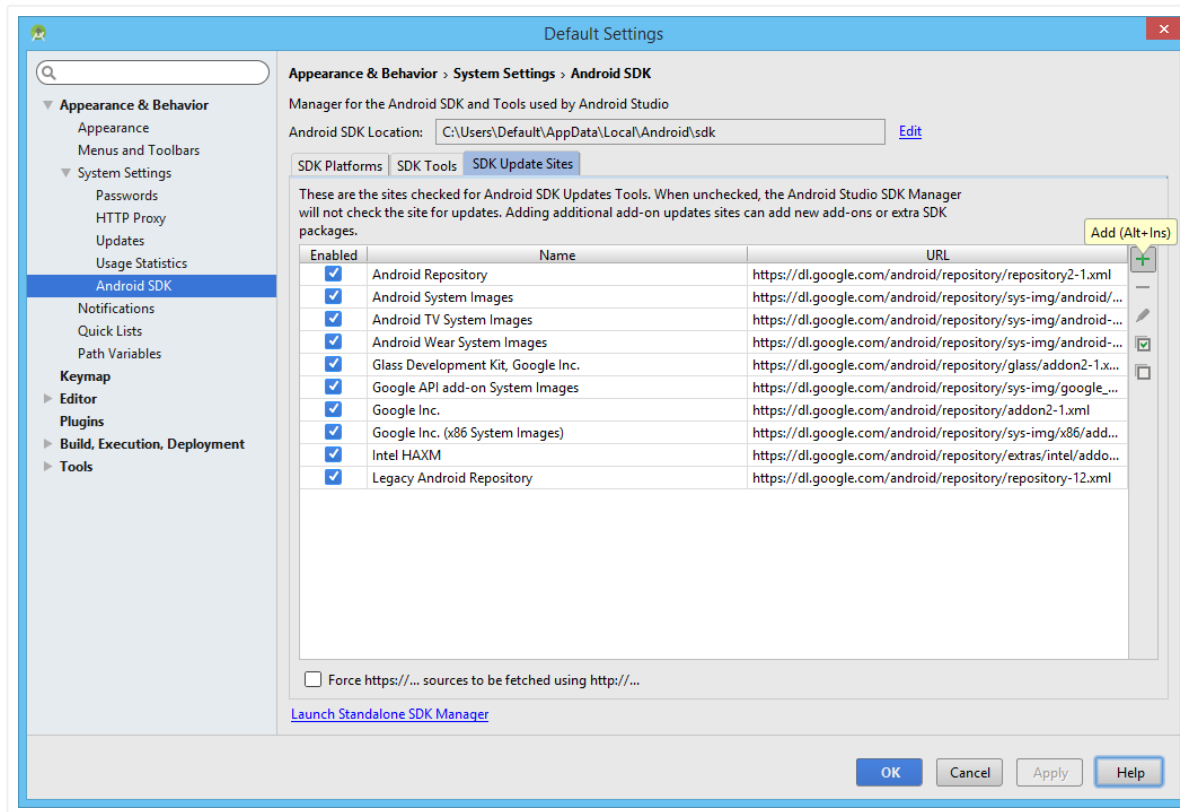 Default Settings
Appearance & Behavior
Appearance
Menus and Toolbars
System Settings
Passwords
HTTP Proxy
Updates
Usage Statistics
Android SDK
Notifications
Quick Lists
Path Variables
Keymap
Editor
Plugins
Build, Execution, Deployment
Tools
Appearance & Behavior › System Settings › Android SDK
Manager for the Android SDK and Tools used by Android Studio
Android SDK Location: C:\Users\Default\AppData\Local\Android\sdk Edit
SDK Platforms SDK Tools SDK Update Sites
These are the sites checked for Android SDK Updates Tools. When unchecked, the Android Studio SDK Manager
will not check the site for updates. Adding additional add-on updates sites can add new add-ons or extra SDK
packages.
Add (Alt+Ins)
Enabled Name URL
Android Repository https://dl.google.com/android/repository/repository2-1.xml
Android System Images https://dl.google.com/android/repository/sys-img/android/...
Android TV System Images https://dl.google.com/android/repository/sys-img/android-...
Android Wear System Images https://dl.google.com/android/repository/sys-img/android-...
Glass Development Kit, Google Inc. https://dl.google.com/android/repository/glass/addon2-1.x...
Google API add-on System Images https://dl.google.com/android/repository/sys-img/google_...
Google Inc. https://dl.google.com/android/repository/addon2-1.xml
Google Inc. (x86 System Images) https://dl.google.com/android/repository/sys-img/x86/add...
Intel HAXM https://dl.google.com/android/repository/extras/intel/addo...
Legacy Android Repository https://dl.google.com/android/repository/repository-12.xml
Force https://... sources to be fetched using http://...
Launch Standalone SDK Manager
OK Cancel Apply Help